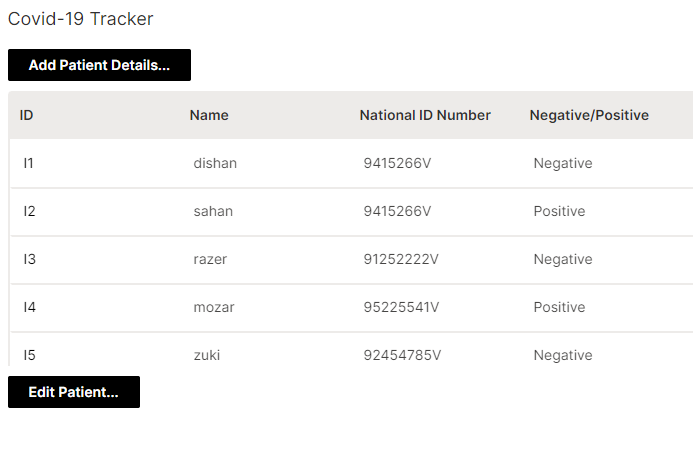 Covid-19 Tracker
Add Patient Details...
ID Name National ID Number Negative/Positive
I1 dishan 9415266V Negative
I2 sahan 9415266V Positive
I3 razer 91252222V Negative
I4 mozar 95225541V Positive
I5 zuki 92454785V Negative
Edit Patient...